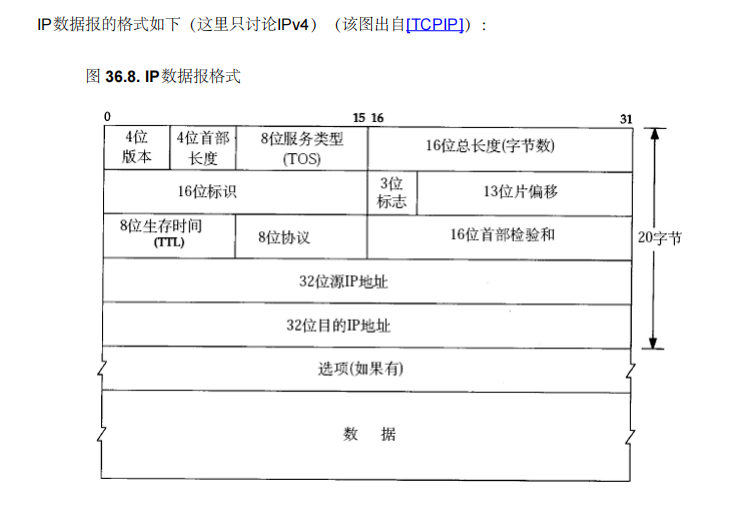 IP数据报的格式如下（这里只讨论IPv4）（该图出自[TCPIP]）：
图 36.8. IP数据报格式
0 15 16 31
4位版本 4位首部长度 8位服务类型(TOS) 16位总长度(字节数)
16位标识 3位标志 13位片偏移
8位生存时间(TTL) 8位协议 16位首部检验和 20字节
32位源IP地址
32位目的IP地址
选项(如果有)
数 据